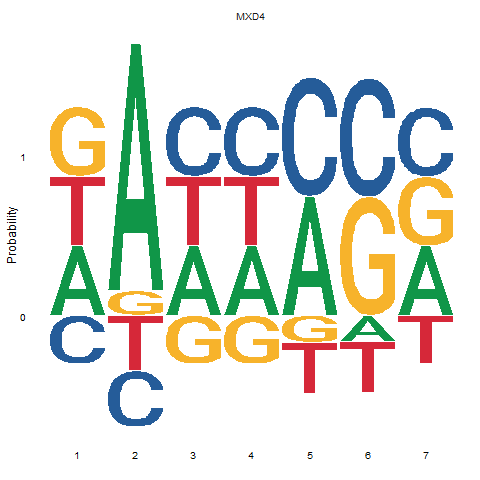 MXD4
Probability
1
0
G A C C C C C
T G T T A G G
A T A A G A A
C C G G T T T
1 2 3 4 5 6 7